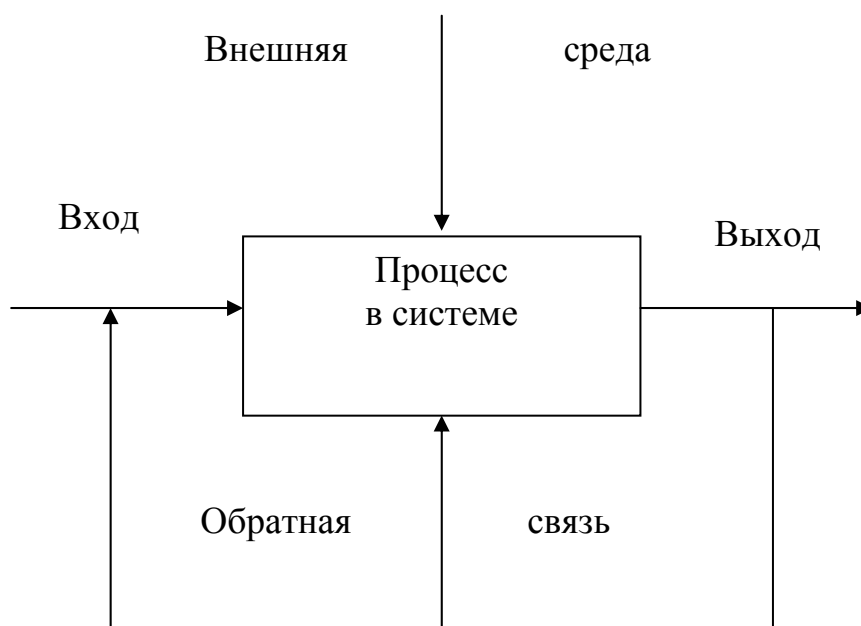 Внешняя среда
Вход
Выход
Процесс
в системе
Обратная связь